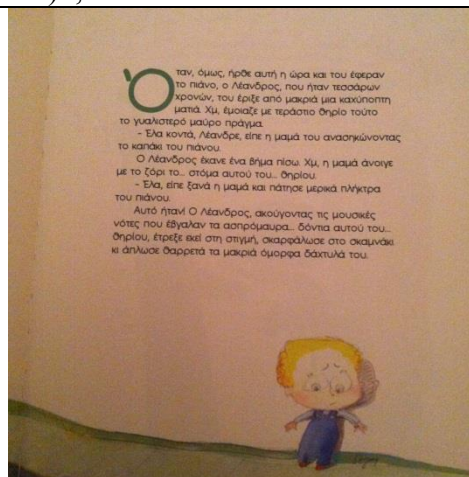 Όταν, όμως, ήρθε αυτή η ώρα και του έφεραν
το πιάνο, ο Λέανδρος, που ήταν τεσσάρων
χρονών, του έριξε από μακριά μια καχύποπτη
ματιά. Χμ, έμοιαζε με τεράστιο θηρίο τούτο
το γυαλιστερό μαύρο πράγμα.
- Έλα κοντά, Λέανδρε, είπε η μαμά του ανασηκώνοντας
το καπάκι του πιάνου.
Ο Λέανδρος έκανε ένα βήμα πίσω. Χμ, η μαμά άνοιγε
με το ζόρι το... στόμα αυτού του... θηρίου.
- Έλα, είπε ξανά η μαμά και πάτησε μερικά πλήκτρα
του πιάνου.
Αυτό ήταν! Ο Λέανδρος, ακούγοντας τις μουσικές
νότες που έβγαλαν τα ασπρόμαυρα... δόντια αυτού του...
θηρίου, έτρεξε εκεί στη στιγμή, σκαρφάλωσε στο σκαμνάκι
κι άπλωσε θαρρετά τα μακριά όμορφα δάχτυλά του.